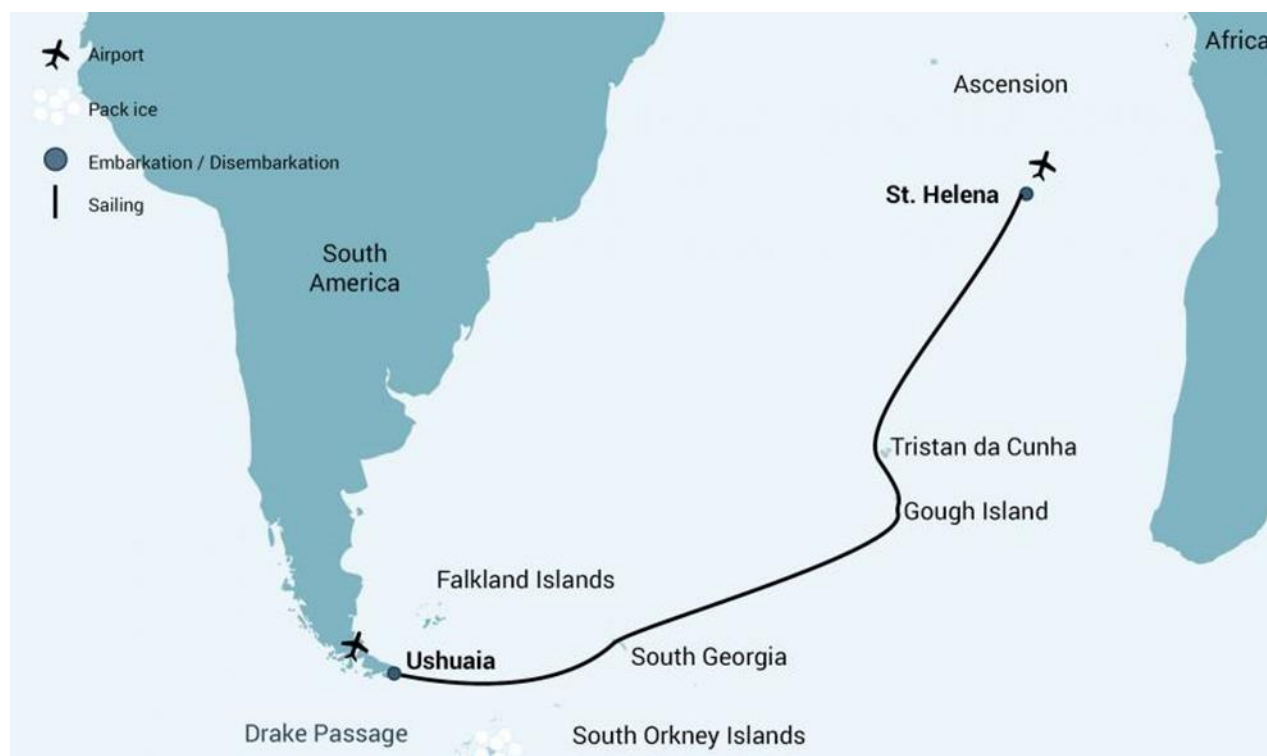 Airport
Pack ice
Embarkation / Disembarkation
Sailing
Africa
Ascension
St. Helena
South
America
Tristan da Cunha
Gough Island
Falkland Islands
Ushuaia
South Georgia
Drake Passage
South Orkney Islands